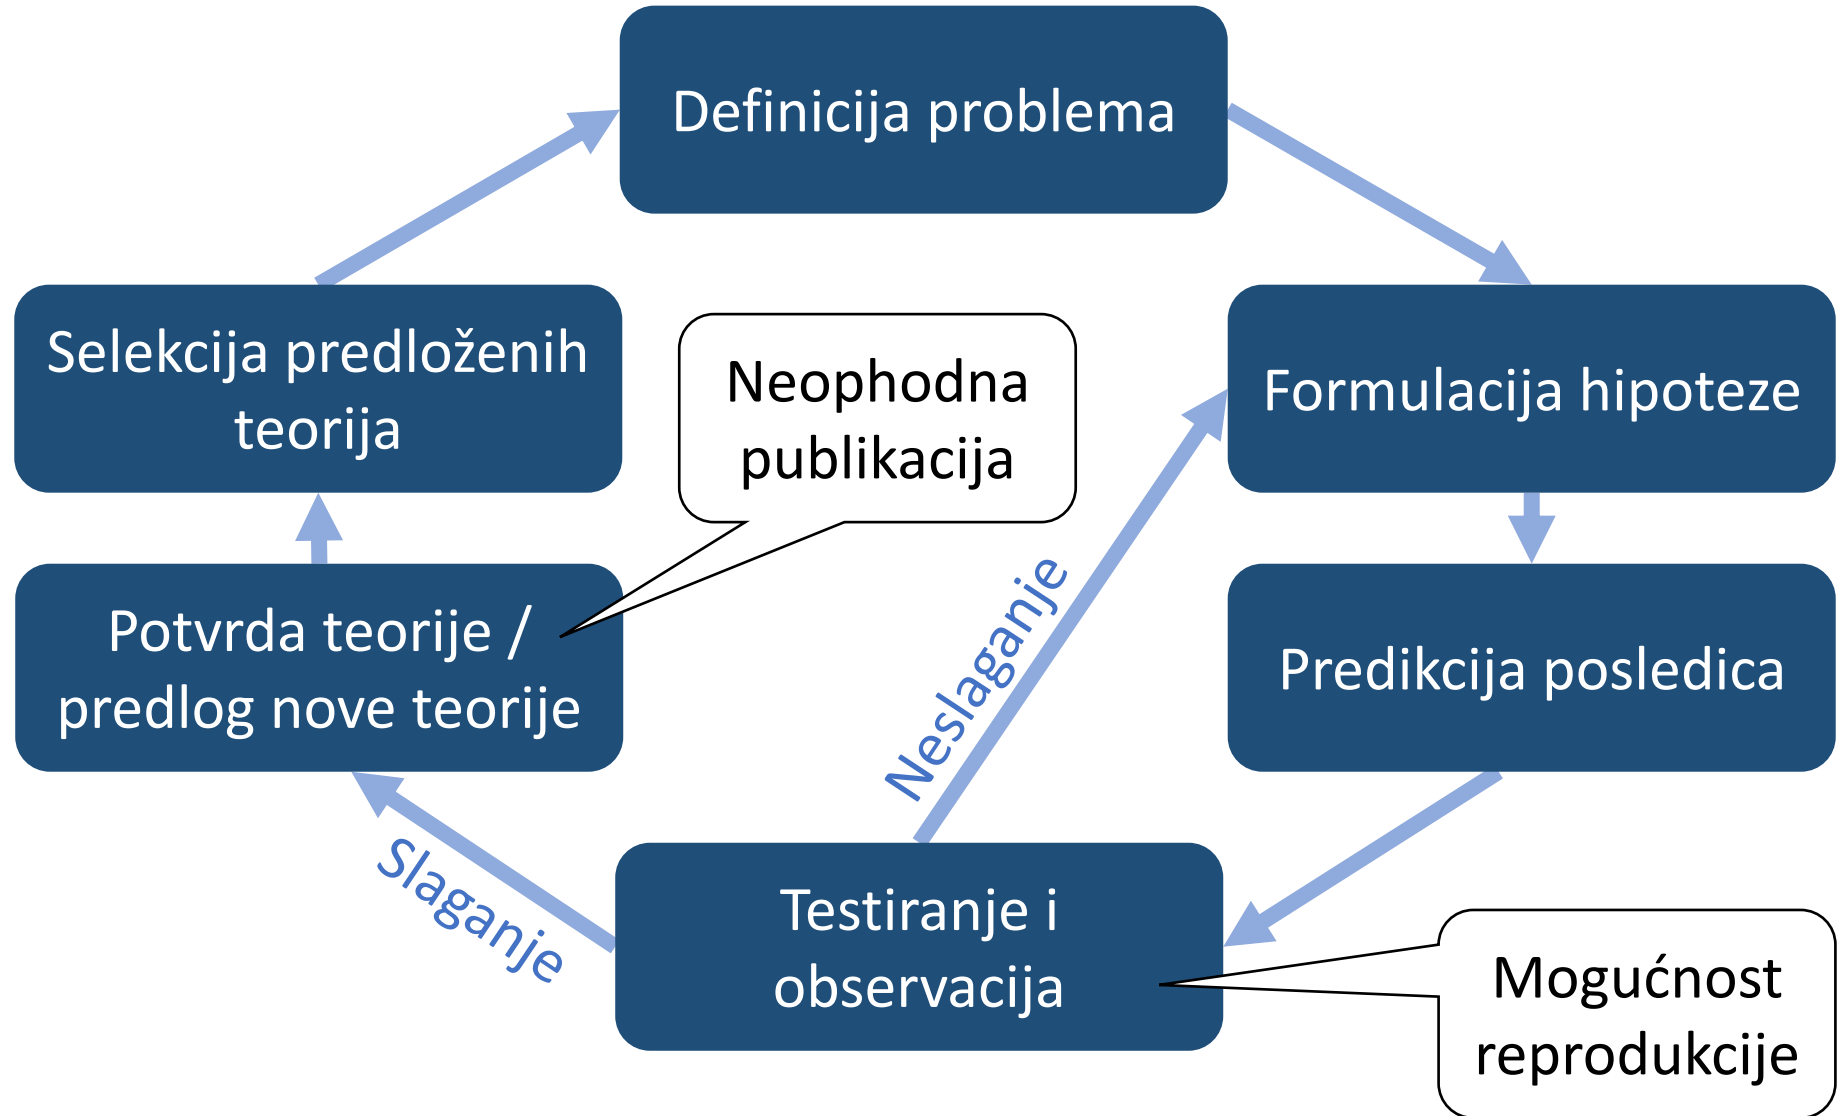 Definicija problema
Selekcija predloženih
teorija
Neophodna
publikacija
Formulacija hipoteze
Potvrda teorije /
predlog nove teorije
Neslaganje
Predikcija posledica
Slaganje
Testiranje i
observacija
Mogućnost
reprodukcije